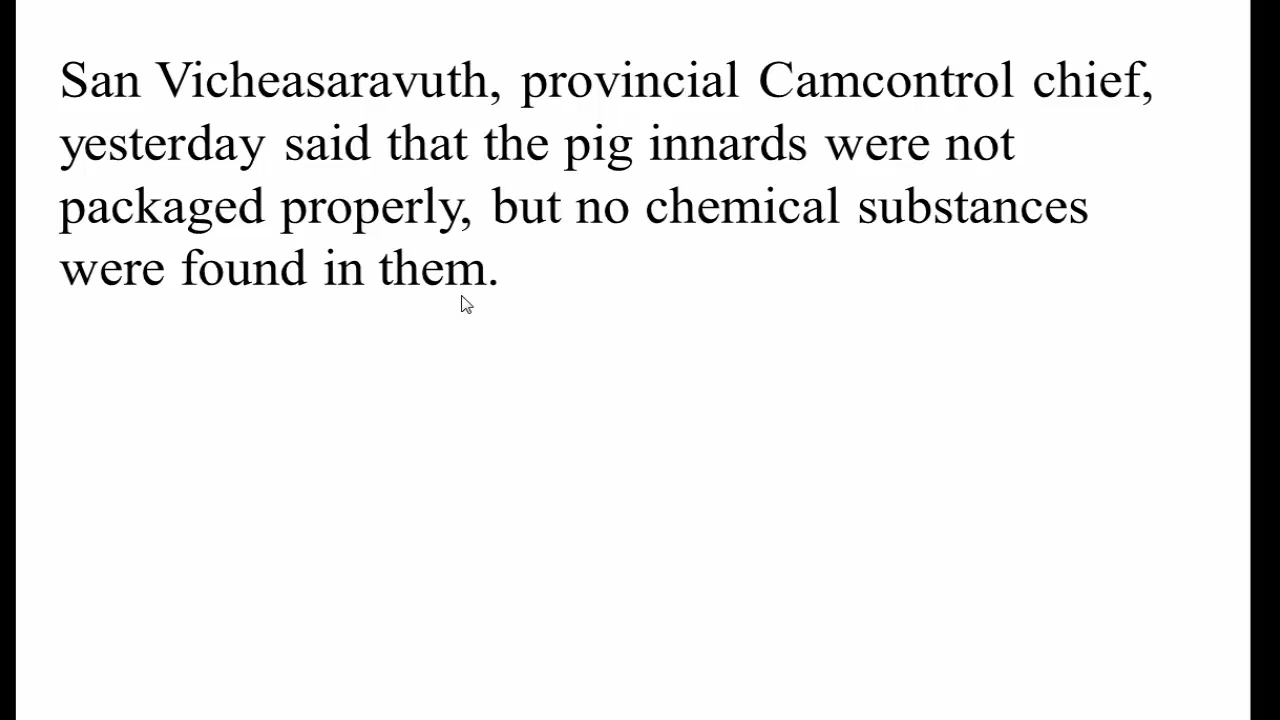 San Vicheasaravuth, provincial Camcontrol chief,
yesterday said that the pig innards were not
packaged properly, but no chemical substances
were found in them.